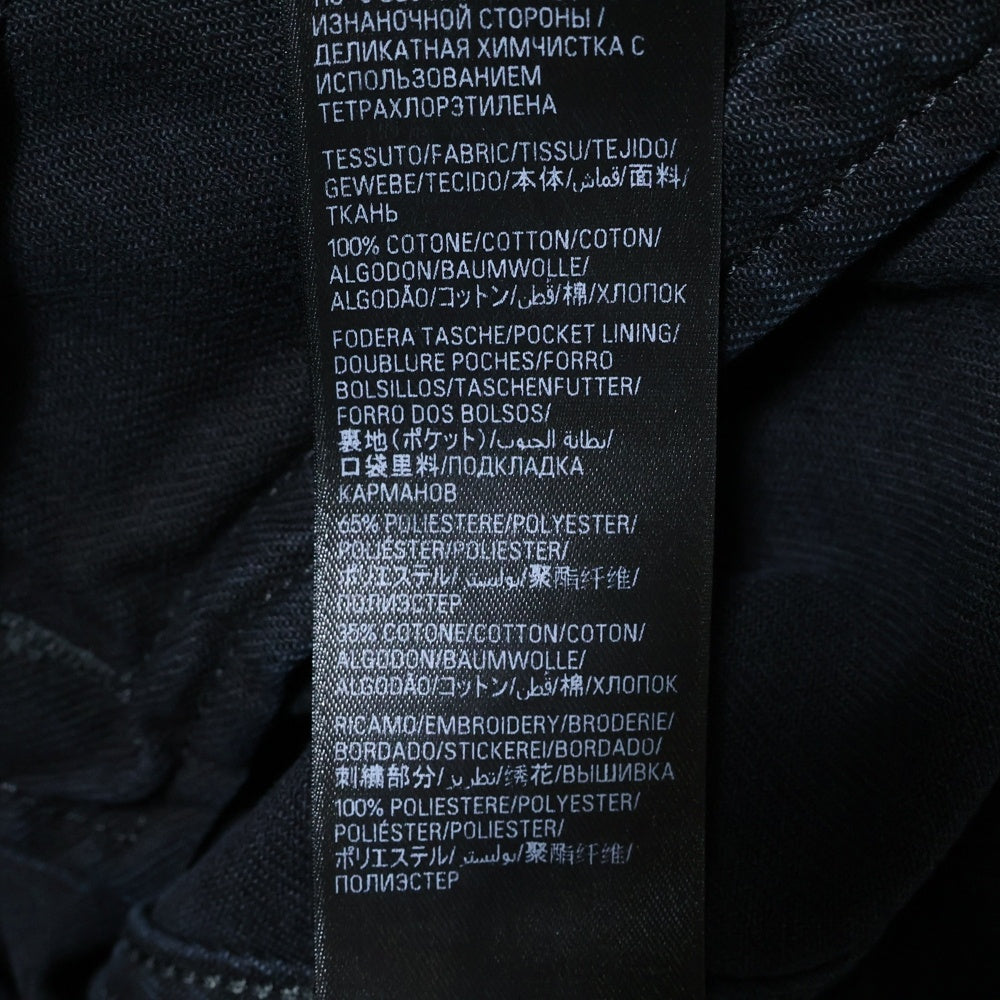 ИЗНАНОЧНОЙ СТОРОНЫ /
ДЕЛИКАТНАЯ ХИМЧИСТКА С
ИСПОЛЬЗОВАНИЕМ
ТЕТРАХЛОРЭТИЛЕНА
TESSUTO/FABRIC/TISSU/TEJIDO/
GEWEBE/TECIDO/本体/قماش/面料/
ТКАНЬ
100% COTONE/COTTON/COTON/
ALGODON/BAUMWOLLE/
ALGODÃO/コットン/قطن/棉/ХЛОПОК
FODERA TASCHE/POCKET LINING/
DOUBLURE POCHES/FORRO
BOLSILLOS/TASCHENFUTTER/
FORRO DOS BOLSOS/
裏地(ポケット)/بطانة الجيوب/
口袋里料/ПОДКЛАДКА
КАРМАНОВ
65% POLIESTERE/POLYESTER/
POLIÉSTER/POLIESTER/
ポリエステル/بوليستر/聚酯纤维/
ПОЛИЭСТЕР
35% COTONE/COTTON/COTON/
ALGODON/BAUMWOLLE/
ALGODÃO/コットン/قطن/棉/ХЛОПОК
RICAMO/EMBROIDERY/BRODERIE/
BORDADO/STICKEREI/BORDADO/
刺繍部分/تطريز/绣花/ВЫШИВКА
100% POLIESTERE/POLYESTER/
POLIÉSTER/POLIESTER/
ポリエステル/بوليستر/聚酯纤维/
ПОЛИЭСТЕР